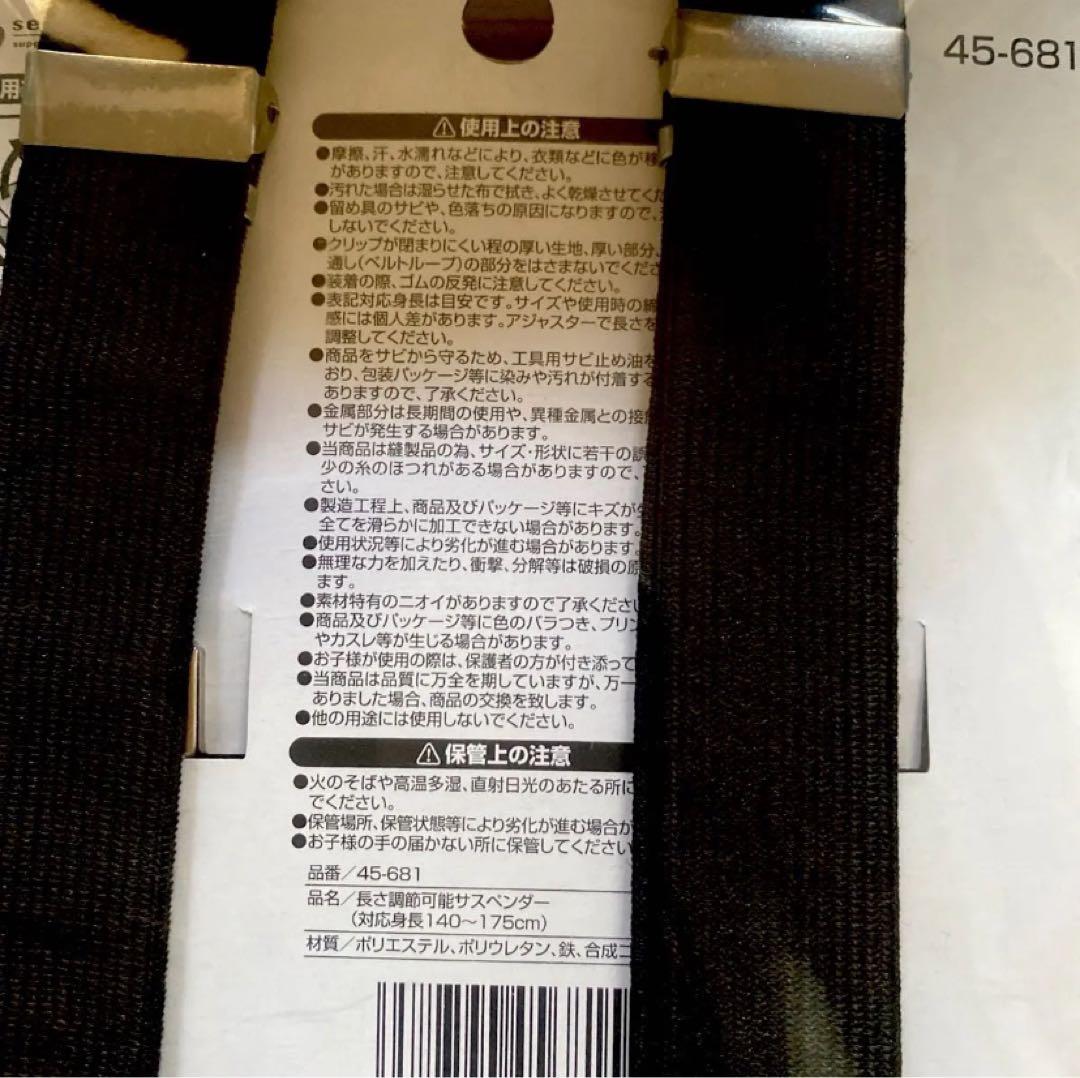 se
supp
用
45-681
⚠使用上の注意
●摩擦、汗、水濡れなどにより、衣類などに色が移
がありますので、注意してください。
●汚れた場合は湿らせた布で拭き、よく乾燥させてくだ
●留め具のサビや、色落ちの原因になりますので、
しないでください。
●クリップが閉まりにくい程の厚い生地、厚い部分、
通し(ベルトループ)の部分をはさまないでくださ
●装着の際、ゴムの反発に注意してください。
●表記対応身長は目安です。サイズや使用時の締
感には個人差があります。アジャスターで長さを
調整してください。
●商品をサビから守るため、工具用サビ止め油を
おり、包装パッケージ等に染みや汚れが付着する
ありますので、了承ください。
●金属部分は長期間の使用や、異種金属との接触
サビが発生する場合があります。
●当商品は縫製品の為、サイズ・形状に若干の誤
少の糸のほつれがある場合がありますので、
さい。
●製造工程上、商品及びパッケージ等にキズが生
全てを滑らかに加工できない場合があります。
●使用状況等により劣化が進む場合があります。
●無理な力を加えたり、衝撃、分解等は破損の原
ます。
●素材特有のニオイがありますので了承ください
●商品及びパッケージ等に色のバラつき、プリン
やカスレ等が生じる場合があります。
●お子様が使用の際は、保護者の方が付き添って
●当商品は品質に万全を期していますが、万一
ありました場合、商品の交換を致します。
●他の用途には使用しないでください。
⚠保管上の注意
●火のそばや高温多湿、直射日光のあたる所に
でください。
●保管場所、保管状態等により劣化が進む場合が
●お子様の手の届かない所に保管してください
品番/45-681
品名/長さ調節可能サスペンダー
(対応身長140〜175cm)
材質/ポリエステル、ポリウレタン、鉄、合成ゴ